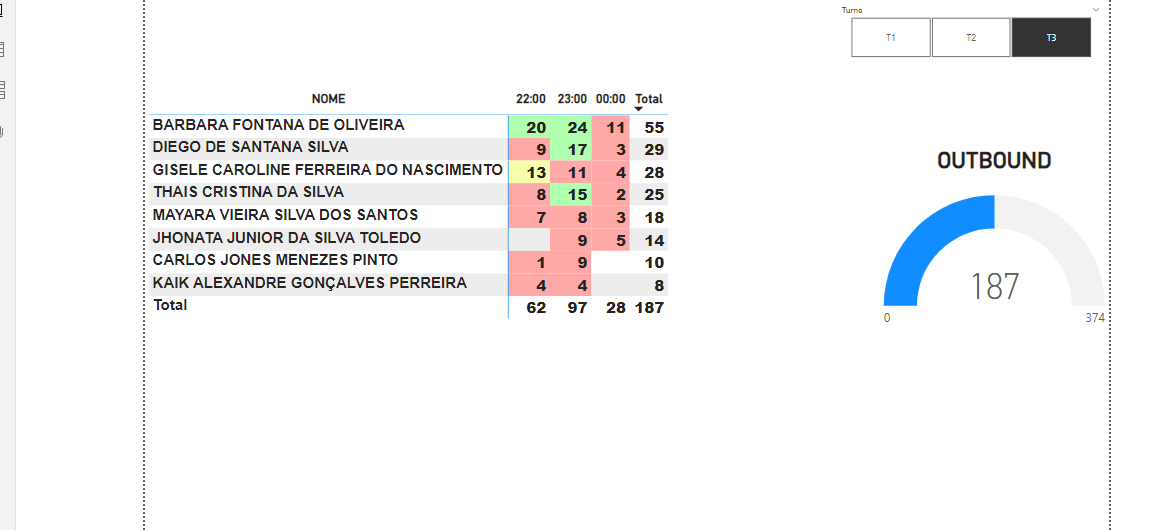 Turno
T1 T2 T3
NOME 22:00 23:00 00:00 Total
BARBARA FONTANA DE OLIVEIRA 20 24 11 55
DIEGO DE SANTANA SILVA 9 17 3 29
GISELE CAROLINE FERREIRA DO NASCIMENTO 13 11 4 28
THAIS CRISTINA DA SILVA 8 15 2 25
MAYARA VIEIRA SILVA DOS SANTOS 7 8 3 18
JHONATA JUNIOR DA SILVA TOLEDO 9 5 14
CARLOS JONES MENEZES PINTO 1 9 10
KAIK ALEXANDRE GONÇALVES PERREIRA 4 4 8
Total 62 97 28 187
OUTBOUND
187
0 374